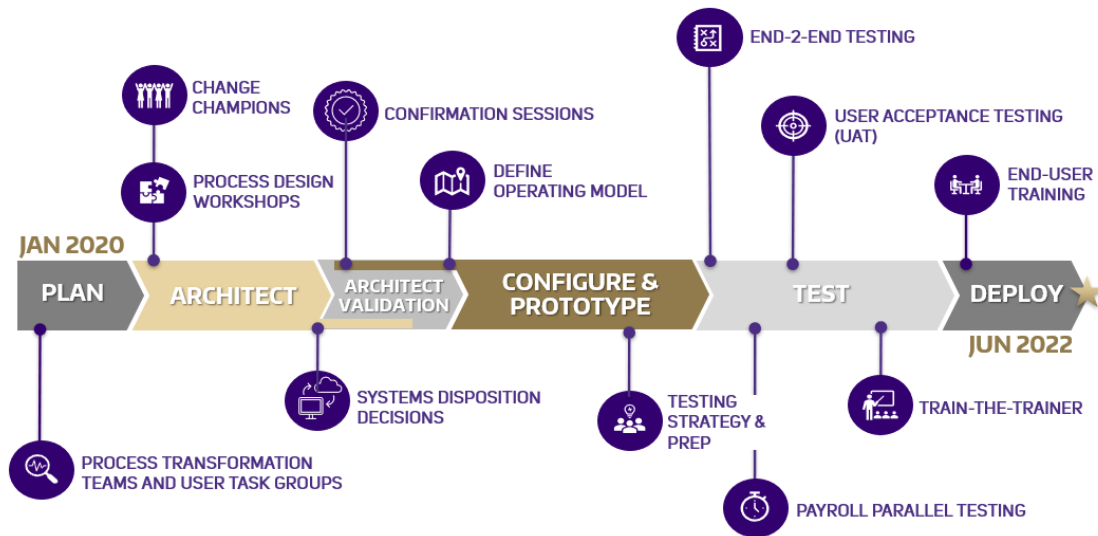 END-2-END TESTING
CHANGE
CHAMPIONS
CONFIRMATION SESSIONS
USER ACCEPTANCE TESTING
(UAT)
PROCESS DESIGN
WORKSHOPS
DEFINE
OPERATING MODEL
END-USER
TRAINING
JAN 2020
PLAN
ARCHITECT
ARCHITECT
VALIDATION
CONFIGURE &
PROTOTYPE
TEST
DEPLOY
JUN 2022
SYSTEMS DISPOSITION
DECISIONS
TESTING
STRATEGY &
PREP
TRAIN-THE-TRAINER
PROCESS TRANSFORMATION
TEAMS AND USER TASK GROUPS
PAYROLL PARALLEL TESTING